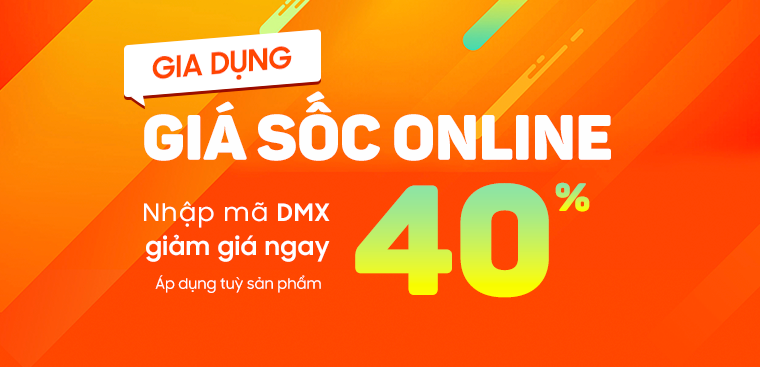 GIA DỤNG
GIÁ SỐC ONLINE
Nhập mã DMX
giảm giá ngay
40%
Áp dụng tuỳ sản phẩm